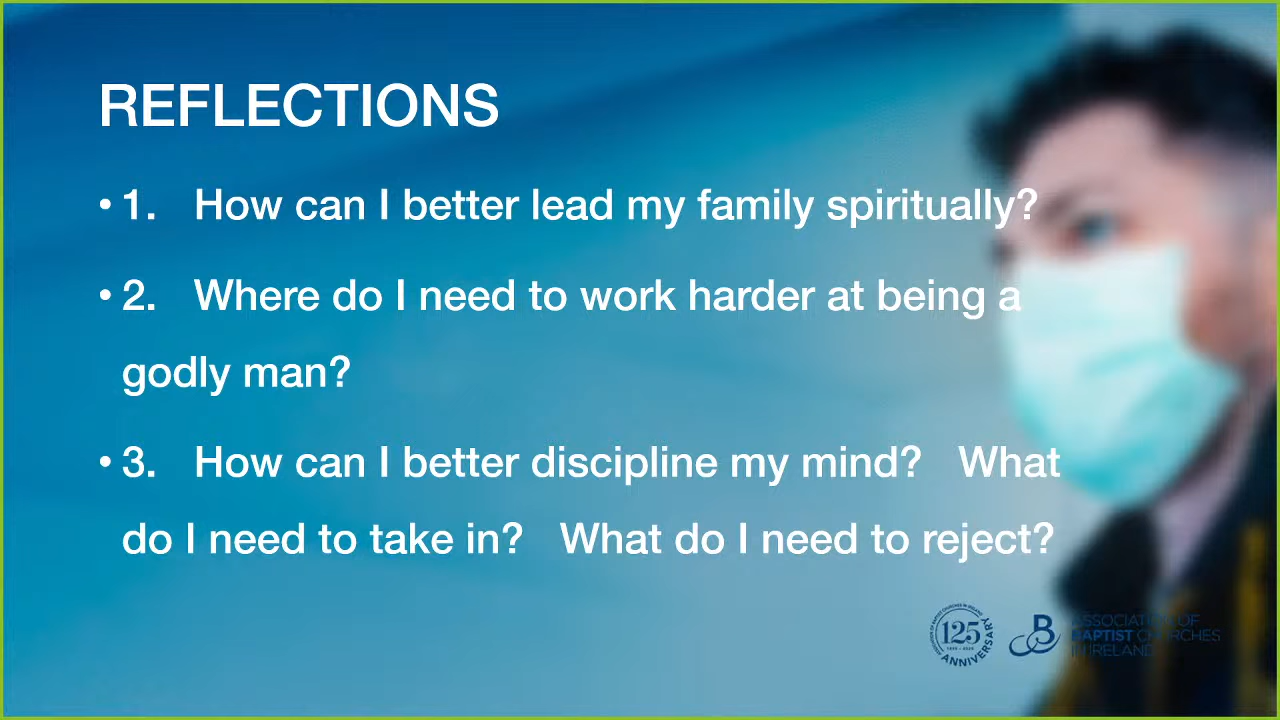 REFLECTIONS
• 1. How can I better lead my family spiritually?
• 2. Where do I need to work harder at being a
godly man?
• 3. How can I better discipline my mind? What
do I need to take in? What do I need to reject?
125
ANNIVERSARY
B
ASSOCIATION OF
BAPTIST CHURCHES
IN IRELAND